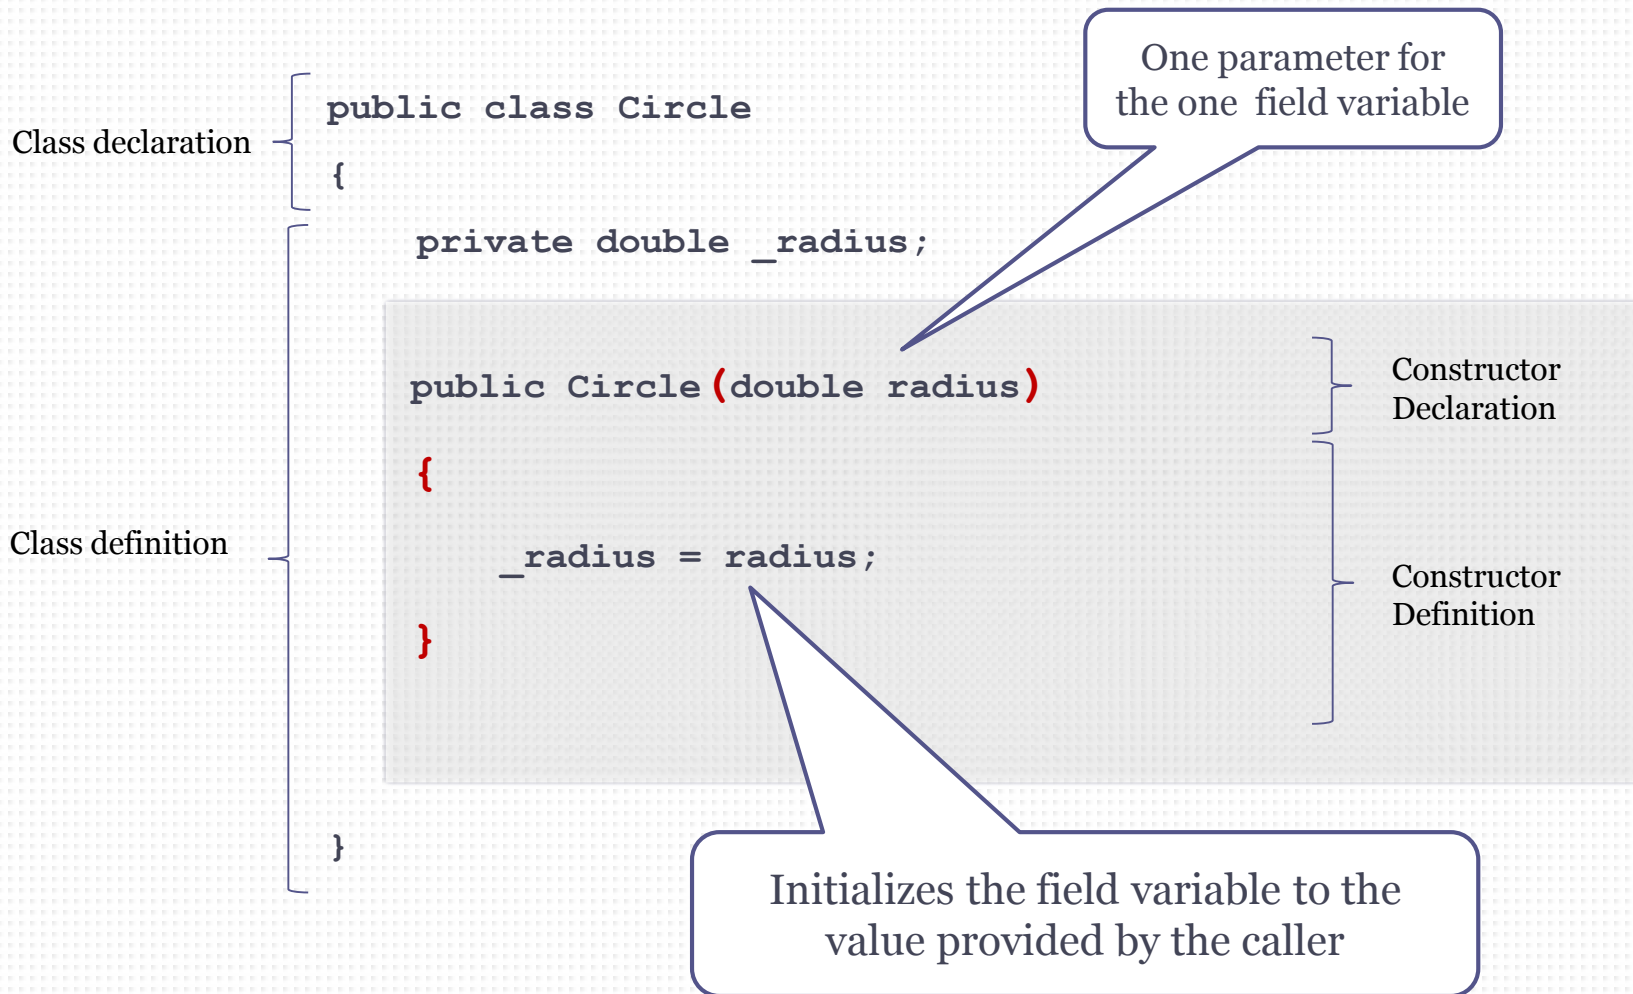 One parameter for
the one field variable
Class declaration
public class Circle
{
private double _radius;
public Circle(double radius)
Constructor
Declaration
{
Class definition
_radius = radius;
Constructor
Definition
}
}
Initializes the field variable to the
value provided by the caller